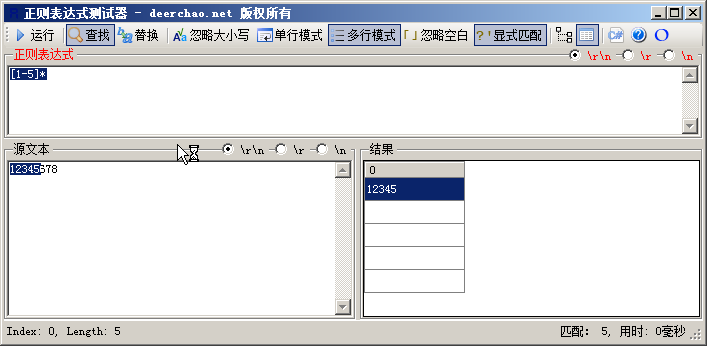 正则表达式测试器 - deerchao.net 版权所有
运行 查找 替换 忽略大小写 单行模式 多行模式 忽略空白 显式匹配 C#
正则表达式 \r\n \r \n
[1-5]*
源文本 \r\n \r \n
12345678
结果
0
12345
Index: 0, Length: 5
匹配: 5, 用时: 0毫秒